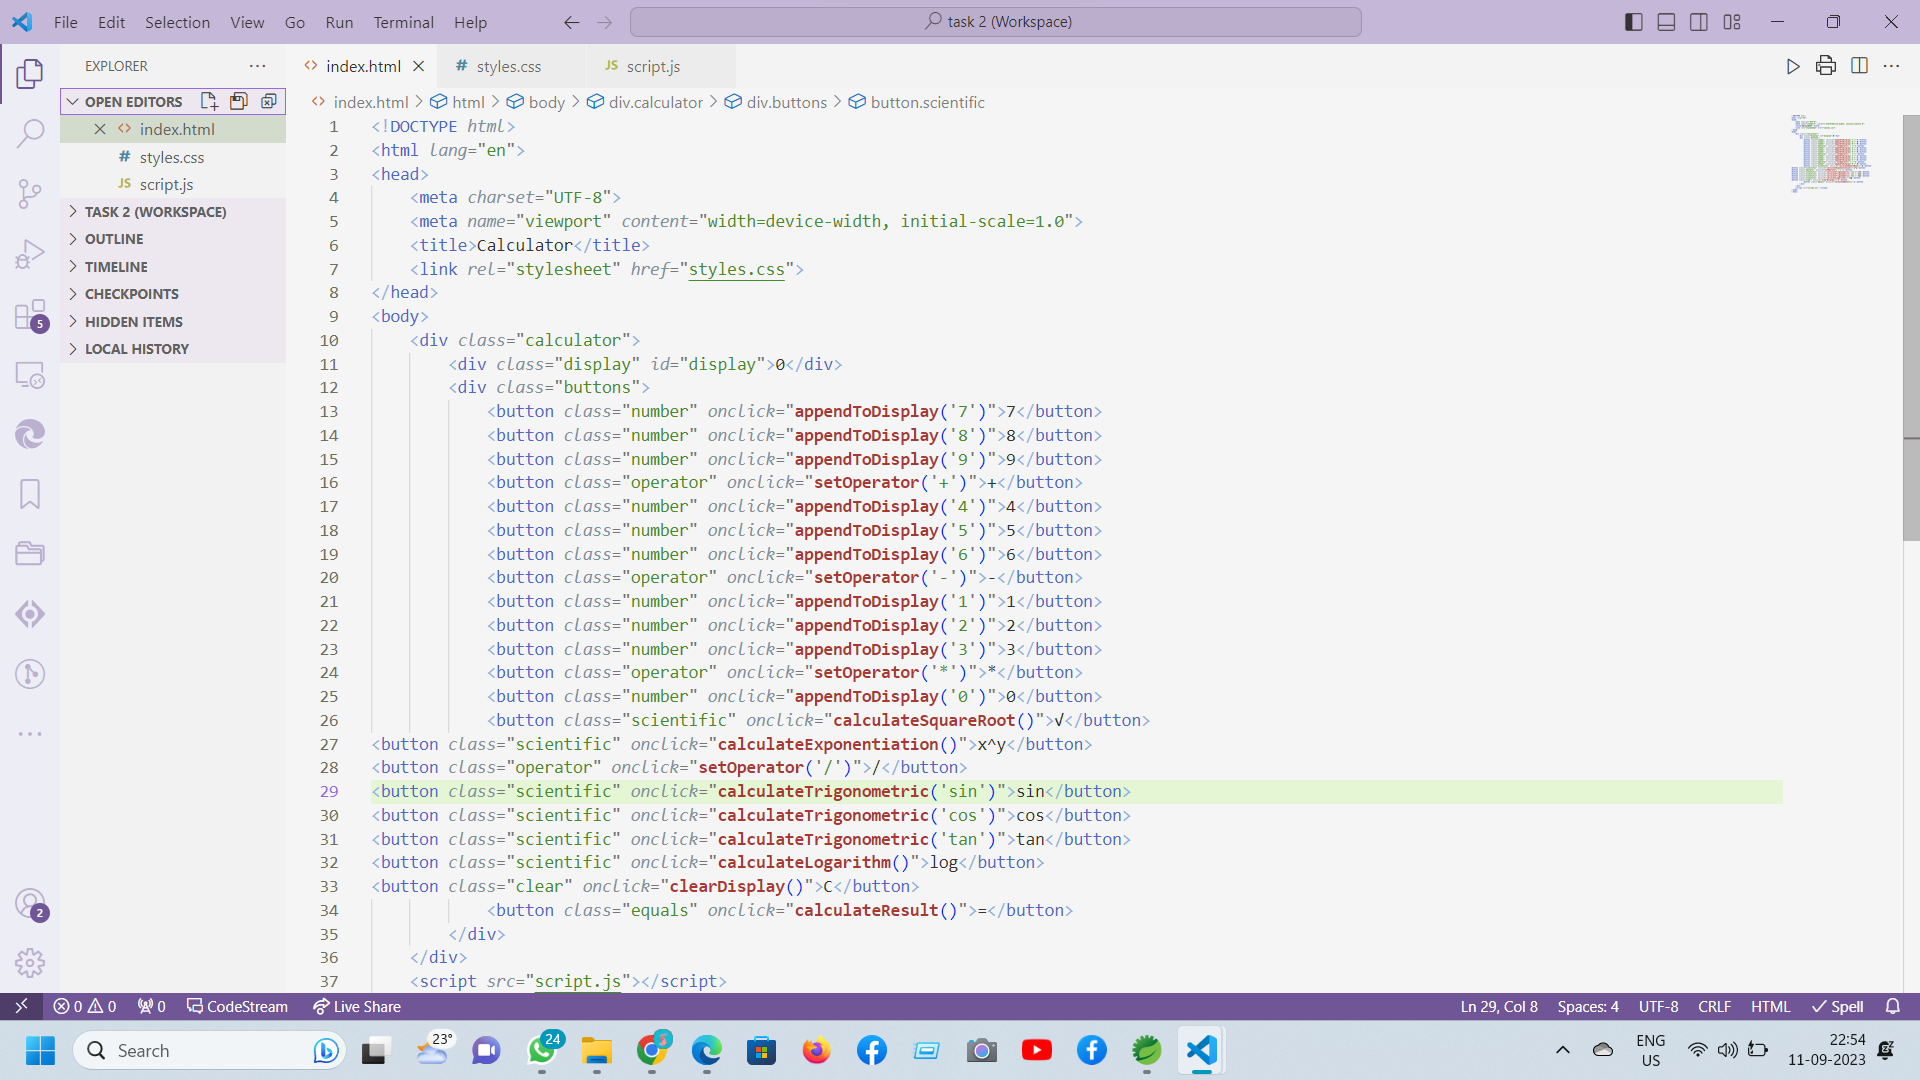 File Edit Selection View Go Run Terminal Help
task 2 (Workspace)
EXPLORER
OPEN EDITORS
index.html
styles.css
script.js
TASK 2 (WORKSPACE)
OUTLINE
TIMELINE
CHECKPOINTS
HIDDEN ITEMS
LOCAL HISTORY
5
2
index.html styles.css script.js
index.html > html > body > div.calculator > div.buttons > button.scientific
1 <!DOCTYPE html>
2 <html lang="en">
3 <head>
4 <meta charset="UTF-8">
5 <meta name="viewport" content="width=device-width, initial-scale=1.0">
6 <title>Calculator</title>
7 <link rel="stylesheet" href="styles.css">
8 </head>
9 <body>
10 <div class="calculator">
11 <div class="display" id="display">0</div>
12 <div class="buttons">
13 <button class="number" onclick="appendToDisplay('7')">7</button>
14 <button class="number" onclick="appendToDisplay('8')">8</button>
15 <button class="number" onclick="appendToDisplay('9')">9</button>
16 <button class="operator" onclick="setOperator('+')">+</button>
17 <button class="number" onclick="appendToDisplay('4')">4</button>
18 <button class="number" onclick="appendToDisplay('5')">5</button>
19 <button class="number" onclick="appendToDisplay('6')">6</button>
20 <button class="operator" onclick="setOperator('-')">-</button>
21 <button class="number" onclick="appendToDisplay('1')">1</button>
22 <button class="number" onclick="appendToDisplay('2')">2</button>
23 <button class="number" onclick="appendToDisplay('3')">3</button>
24 <button class="operator" onclick="setOperator('*')">*</button>
25 <button class="number" onclick="appendToDisplay('0')">0</button>
26 <button class="scientific" onclick="calculateSquareRoot()">√</button>
27 <button class="scientific" onclick="calculateExponentiation()">x^y</button>
28 <button class="operator" onclick="setOperator('/')">/</button>
29 <button class="scientific" onclick="calculateTrigonometric('sin')">sin</button>
30 <button class="scientific" onclick="calculateTrigonometric('cos')">cos</button>
31 <button class="scientific" onclick="calculateTrigonometric('tan')">tan</button>
32 <button class="scientific" onclick="calculateLogarithm()">log</button>
33 <button class="clear" onclick="clearDisplay()">C</button>
34 <button class="equals" onclick="calculateResult()">=</button>
35 </div>
36 </div>
37 <script src="script.js"></script>
0 0 0 CodeStream Live Share
Ln 29, Col 8 Spaces: 4 UTF-8 CRLF HTML Spell
Search
23°
24
ENG
US
22:54
11-09-2023